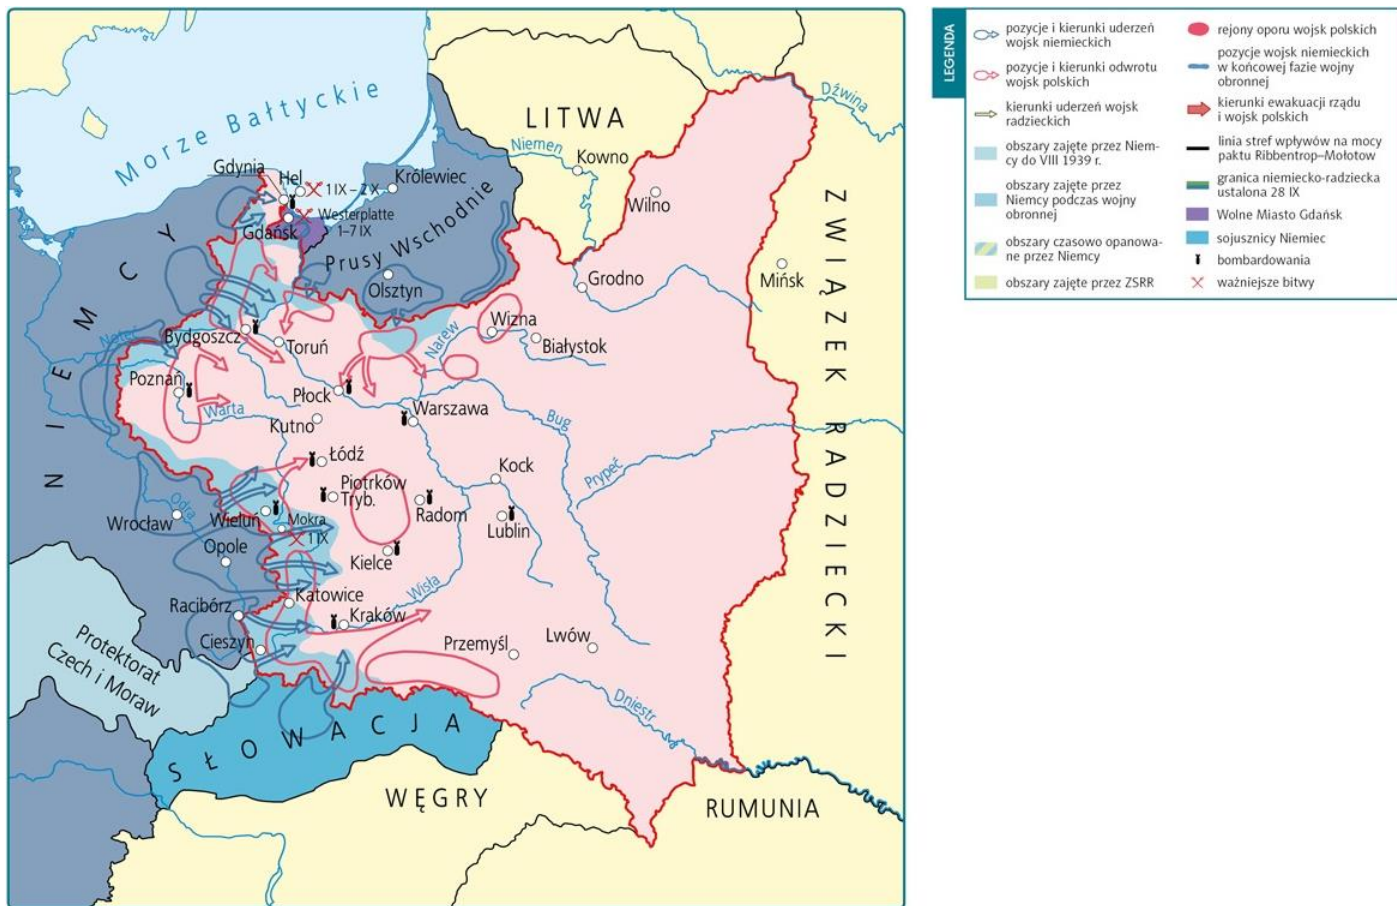 Morze Bałtyckie
LITWA
Dźwina
Niemen
Kowno
Wilno
Gdynia
Hel
1 IX – 2 X
Królewiec
Westerplatte
1–7 IX
Gdańsk
Prusy Wschodnie
Olsztyn
Grodno
Mińsk
NIEMCY
ZWIĄZEK RADZIECKI
Noteć
Bydgoszcz
Toruń
Narew
Wizna
Białystok
Poznań
Płock
Warta
Kutno
Warszawa
Bug
Prypeć
Łódź
Kock
Piotrków
Tryb.
Radom
Lublin
Odra
Wrocław
Wieluń
Mokra
1 IX
Opole
Kielce
Wisła
Racibórz
Katowice
Kraków
Cieszyn
Przemyśl
Lwów
Protektorat
Czech i Moraw
Dniestr
SŁOWACJA
WĘGRY
RUMUNIA
LEGENDA
pozycje i kierunki uderzeń
wojsk niemieckich
pozycje i kierunki odwrotu
wojsk polskich
kierunki uderzeń wojsk
radzieckich
obszary zajęte przez Niem-
cy do VIII 1939 r.
obszary zajęte przez
Niemcy podczas wojny
obronnej
obszary czasowo opanowa-
ne przez Niemcy
obszary zajęte przez ZSRR
rejony oporu wojsk polskich
pozycje wojsk niemieckich
w końcowej fazie wojny
obronnej
kierunki ewakuacji rządu
i wojsk polskich
linia stref wpływów na mocy
paktu Ribbentrop–Mołotow
granica niemiecko-radziecka
ustalona 28 IX
Wolne Miasto Gdańsk
sojusznicy Niemiec
bombardowania
ważniejsze bitwy